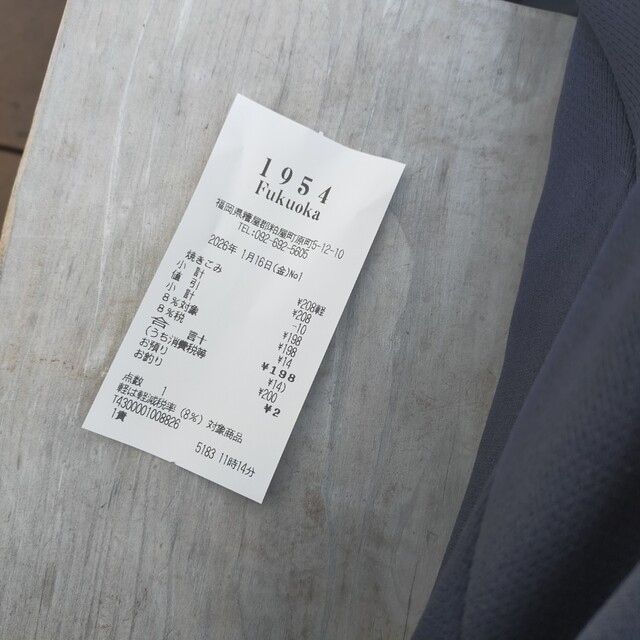 1954
Fukuoka
福岡県糟屋郡粕屋町原町5-12-10
TEL:092-692-5605
2026年 1月16日(金)No1
焼きごみ ¥208軽
小計 ¥208
値引 -10
小計 ¥198
8%対象 ¥198
8%税 ¥14
合計 ¥198
(うち消費税等 ¥14)
お預り ¥200
お釣り ¥2
点数 1
軽は軽減税率(8%)対象商品
T4300001008826
1責
5183 11時14分